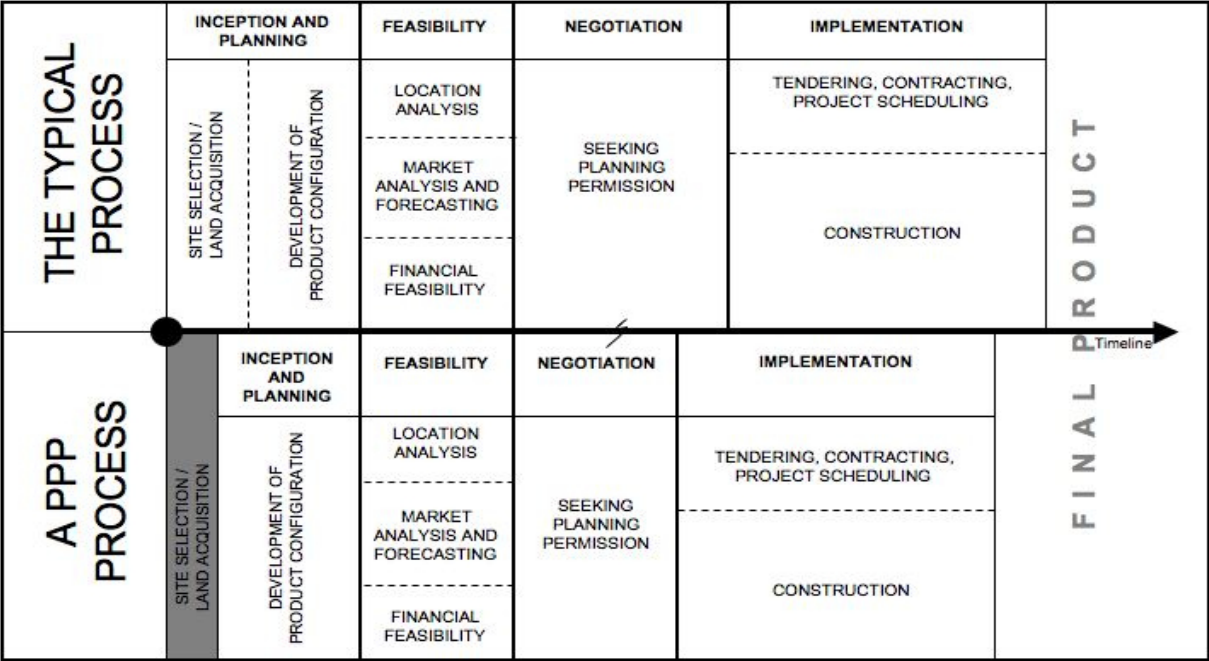 THE TYPICAL
PROCESS
INCEPTION AND
PLANNING
FEASIBILITY
NEGOTIATION
IMPLEMENTATION
SITE SELECTION /
LAND ACQUISITION
DEVELOPMENT OF
PRODUCT CONFIGURATION
LOCATION
ANALYSIS
MARKET
ANALYSIS AND
FORECASTING
FINANCIAL
FEASIBILITY
SEEKING
PLANNING
PERMISSION
TENDERING, CONTRACTING,
PROJECT SCHEDULING
CONSTRUCTION
FINAL PRODUCT
Timeline
A PPP
PROCESS
SITE SELECTION /
LAND ACQUISITION
INCEPTION
AND
PLANNING
FEASIBILITY
NEGOTIATION
IMPLEMENTATION
DEVELOPMENT OF
PRODUCT CONFIGURATION
LOCATION
ANALYSIS
MARKET
ANALYSIS AND
FORECASTING
FINANCIAL
FEASIBILITY
SEEKING
PLANNING
PERMISSION
TENDERING, CONTRACTING,
PROJECT SCHEDULING
CONSTRUCTION